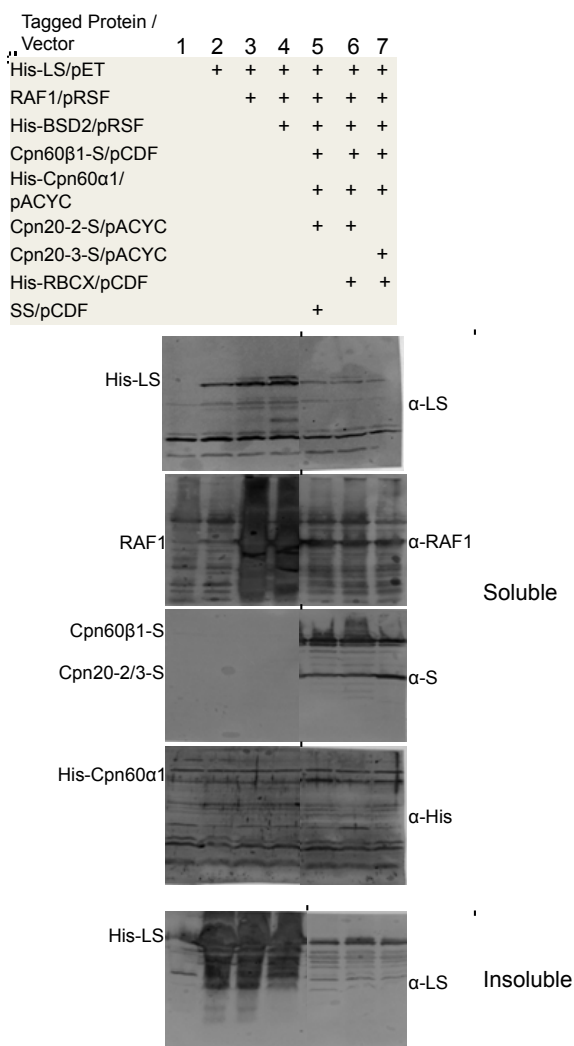 Tagged Protein /
Vector 1 2 3 4 5 6 7
His-LS/pET + + + + + +
RAF1/pRSF + + + + +
His-BSD2/pRSF + + + +
Cpn60β1-S/pCDF + + +
His-Cpn60α1/
pACYC + + +
Cpn20-2-S/pACYC + +
Cpn20-3-S/pACYC +
His-RBCX/pCDF + +
SS/pCDF +
His-LS α-LS
RAF1 α-RAF1
Soluble
Cpn60β1-S
Cpn20-2/3-S α-S
His-Cpn60α1
α-His
His-LS
α-LS Insoluble